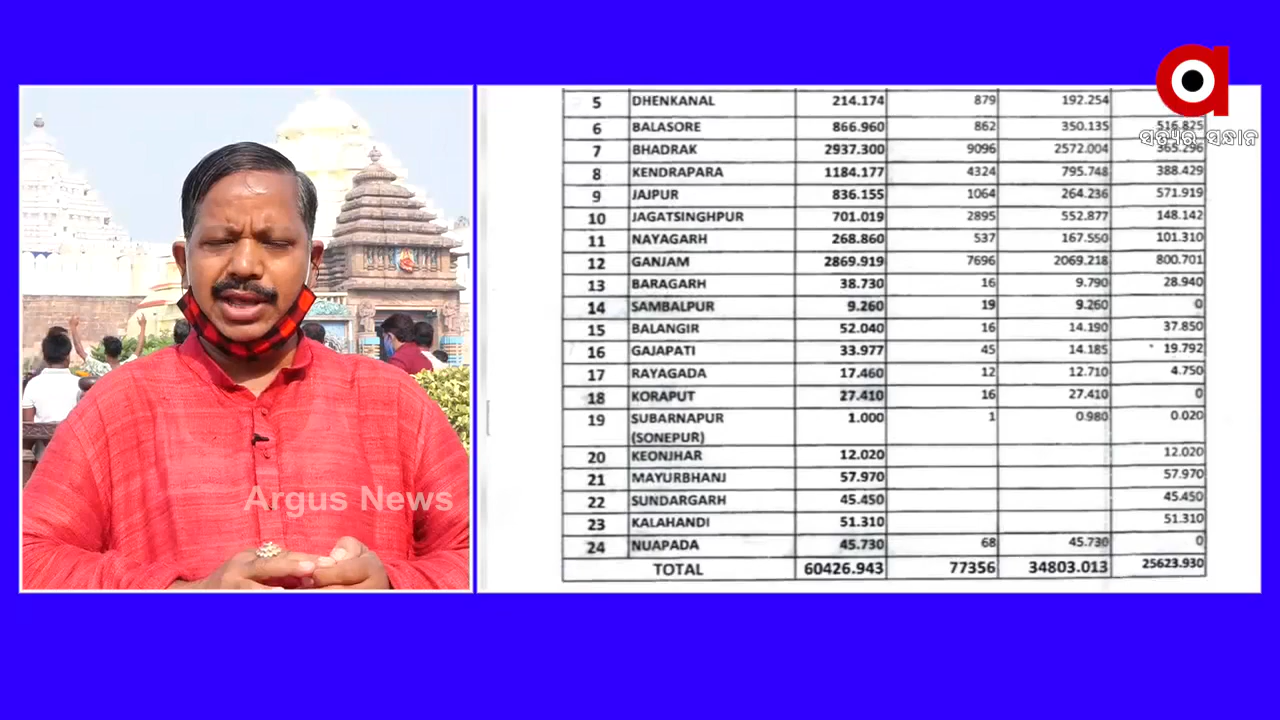 ସତ୍ୟର ସନ୍ଧାନ
5 DHENKANAL 214.174 879 192.254
6 BALASORE 866.960 862 350.135 516.825
7 BHADRAK 2937.300 9096 2572.004 365.296
8 KENDRAPARA 1184.177 4324 795.748 388.429
9 JAJPUR 836.155 1064 264.236 571.919
10 JAGATSINGHPUR 701.019 2895 552.877 148.142
11 NAYAGARH 268.860 537 167.550 101.310
12 GANJAM 2869.919 7696 2069.218 800.701
13 BARAGARH 38.730 16 9.790 28.940
14 SAMBALPUR 9.260 19 9.260 0
15 BALANGIR 52.040 16 14.190 37.850
16 GAJAPATI 33.977 45 14.185 19.792
17 RAYAGADA 17.460 12 12.710 4.750
18 KORAPUT 27.410 16 27.410 0
19 SUBARNAPUR 1.000 1 0.980 0.020
(SONEPUR)
20 KEONJHAR 12.020 12.020
21 MAYURBHANJ 57.970 57.970
22 SUNDARGARH 45.450 45.450
23 KALAHANDI 51.310 51.310
24 NUAPADA 45.730 68 45.730 0
TOTAL 60426.943 77356 34803.013 25623.930
Argus News